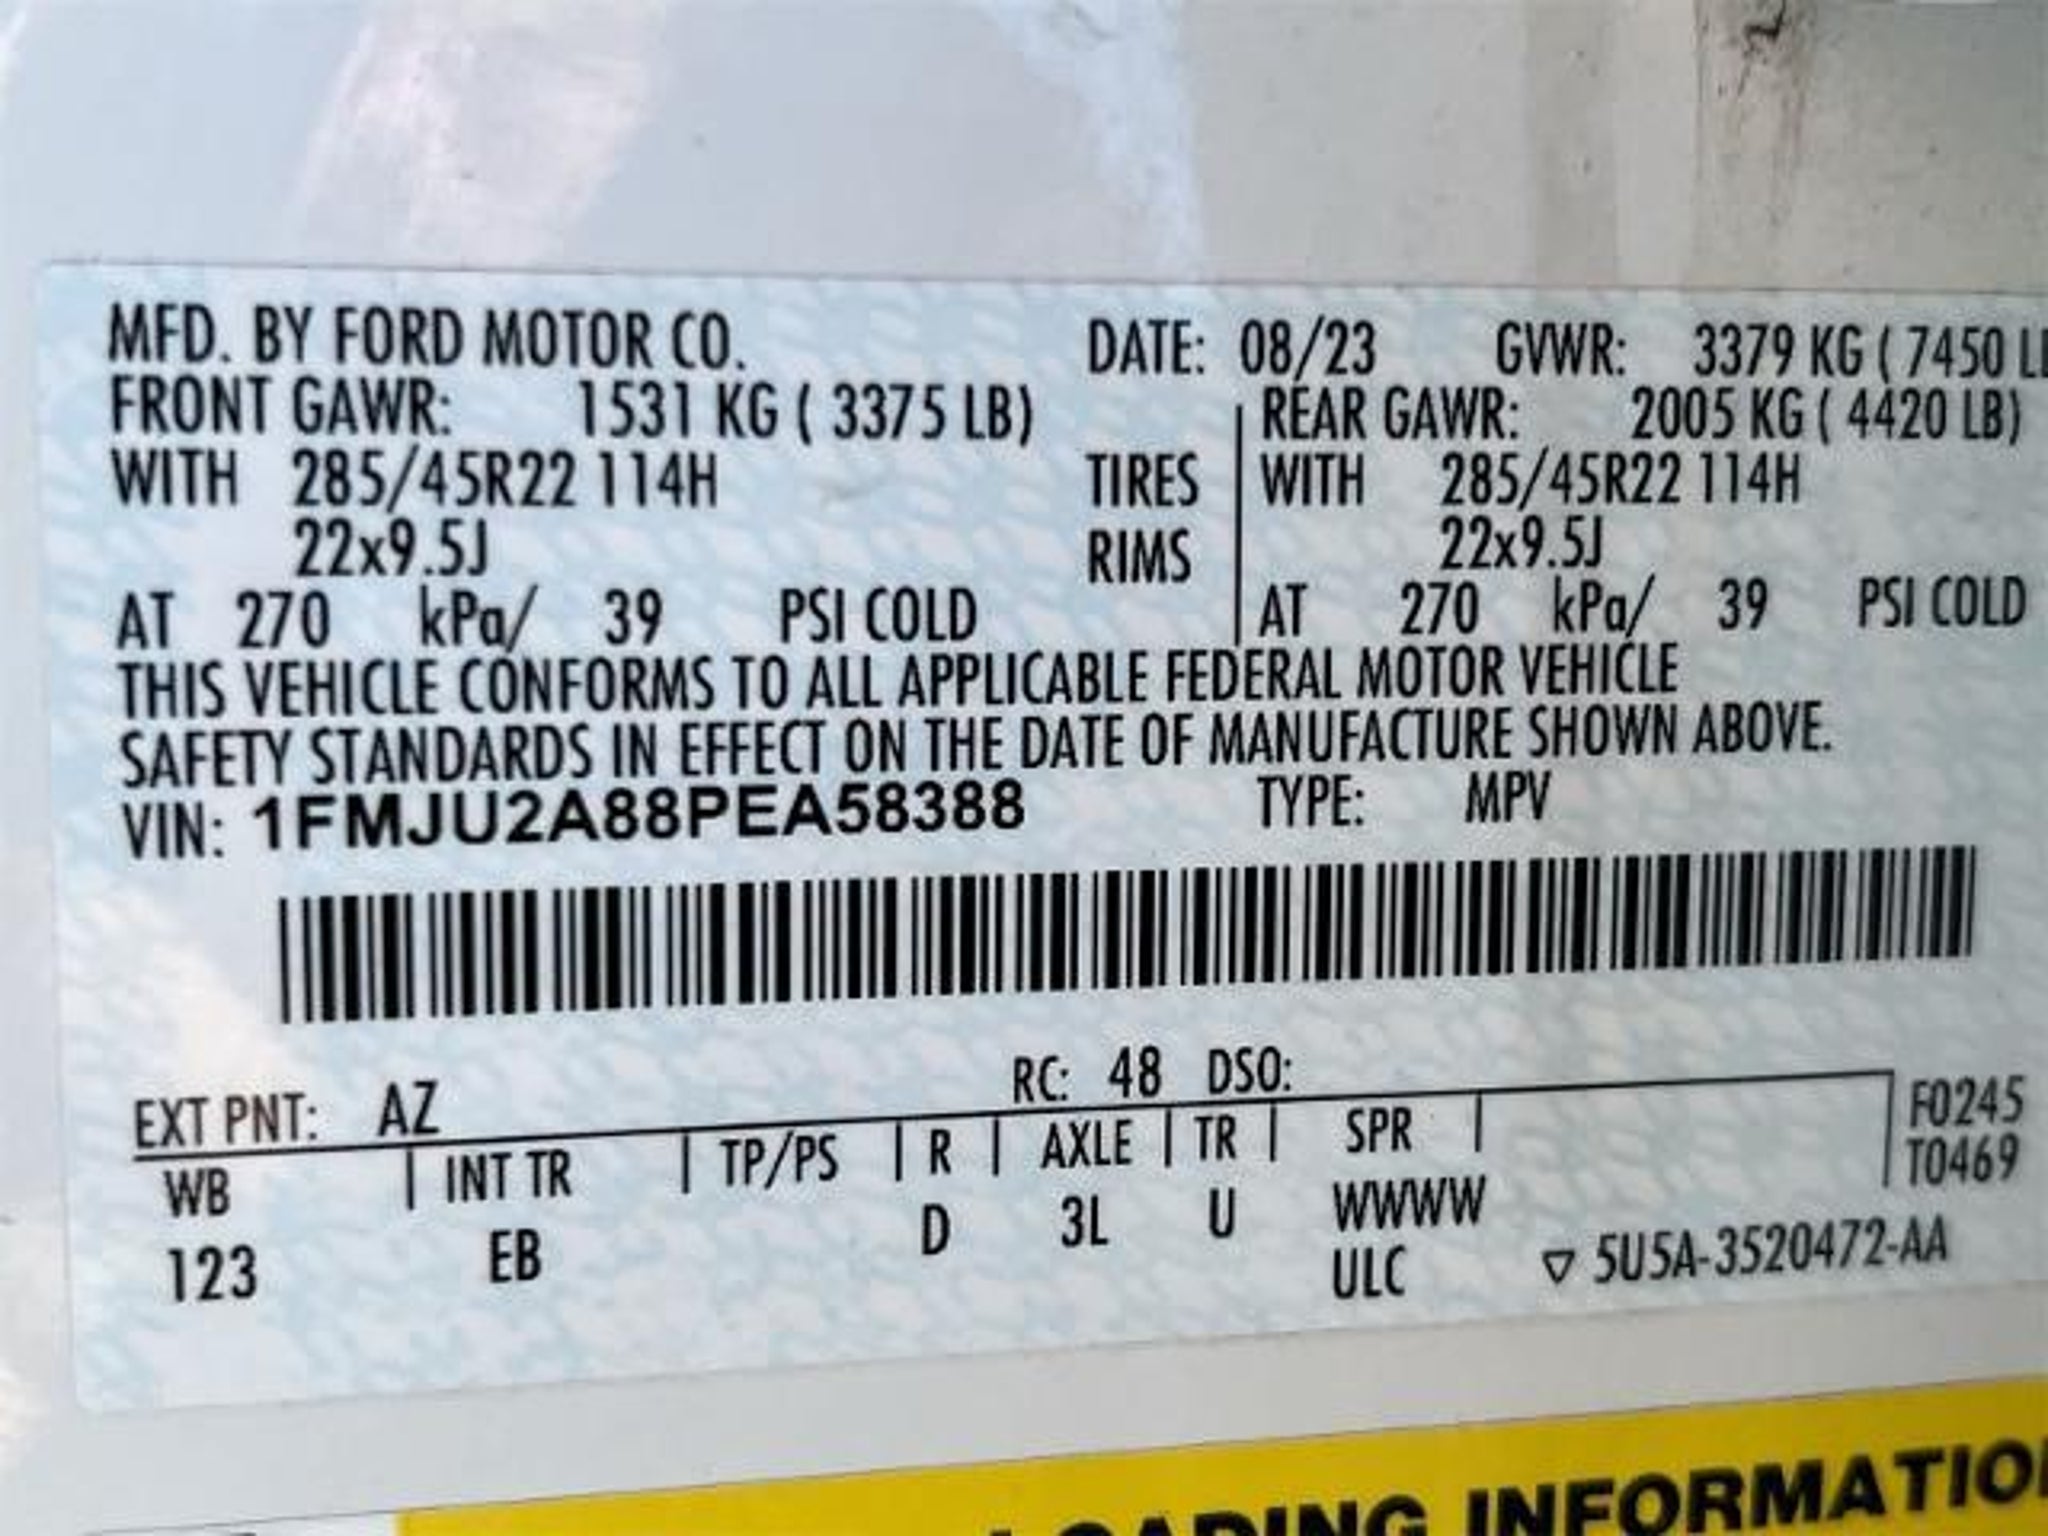 MFD. BY FORD MOTOR CO. DATE: 08/23 GVWR: 3379 KG ( 7450 LB
FRONT GAWR: 1531 KG ( 3375 LB) REAR GAWR: 2005 KG ( 4420 LB)
WITH 285/45R22 114H TIRES WITH 285/45R22 114H
22x9.5J RIMS 22x9.5J
AT 270 kPa/ 39 PSI COLD AT 270 kPa/ 39 PSI COLD
THIS VEHICLE CONFORMS TO ALL APPLICABLE FEDERAL MOTOR VEHICLE
SAFETY STANDARDS IN EFFECT ON THE DATE OF MANUFACTURE SHOWN ABOVE.
VIN: 1FMJU2A88PEA58388 TYPE: MPV
EXT PNT: AZ RC: 48 DSO:
WB INT TR TP/PS R AXLE TR SPR F0245
T0469
123 EB D 3L U WWWW
ULC ▽ 5U5A-3520472-AA
LOADING INFORMATION